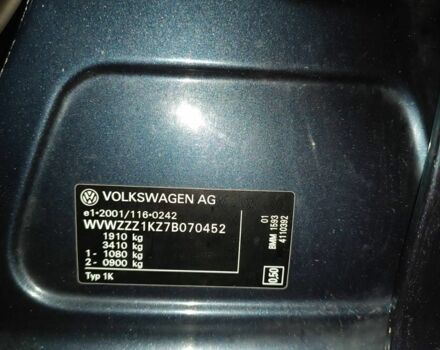 VOLKSWAGEN AG
e1*2001/116*0242
WVWZZZ1KZ7B070452
1910 kg
3410 kg
1 - 1080 kg
2 - 0900 kg
Typ 1K
01
BMM 1593
4110392
0,50